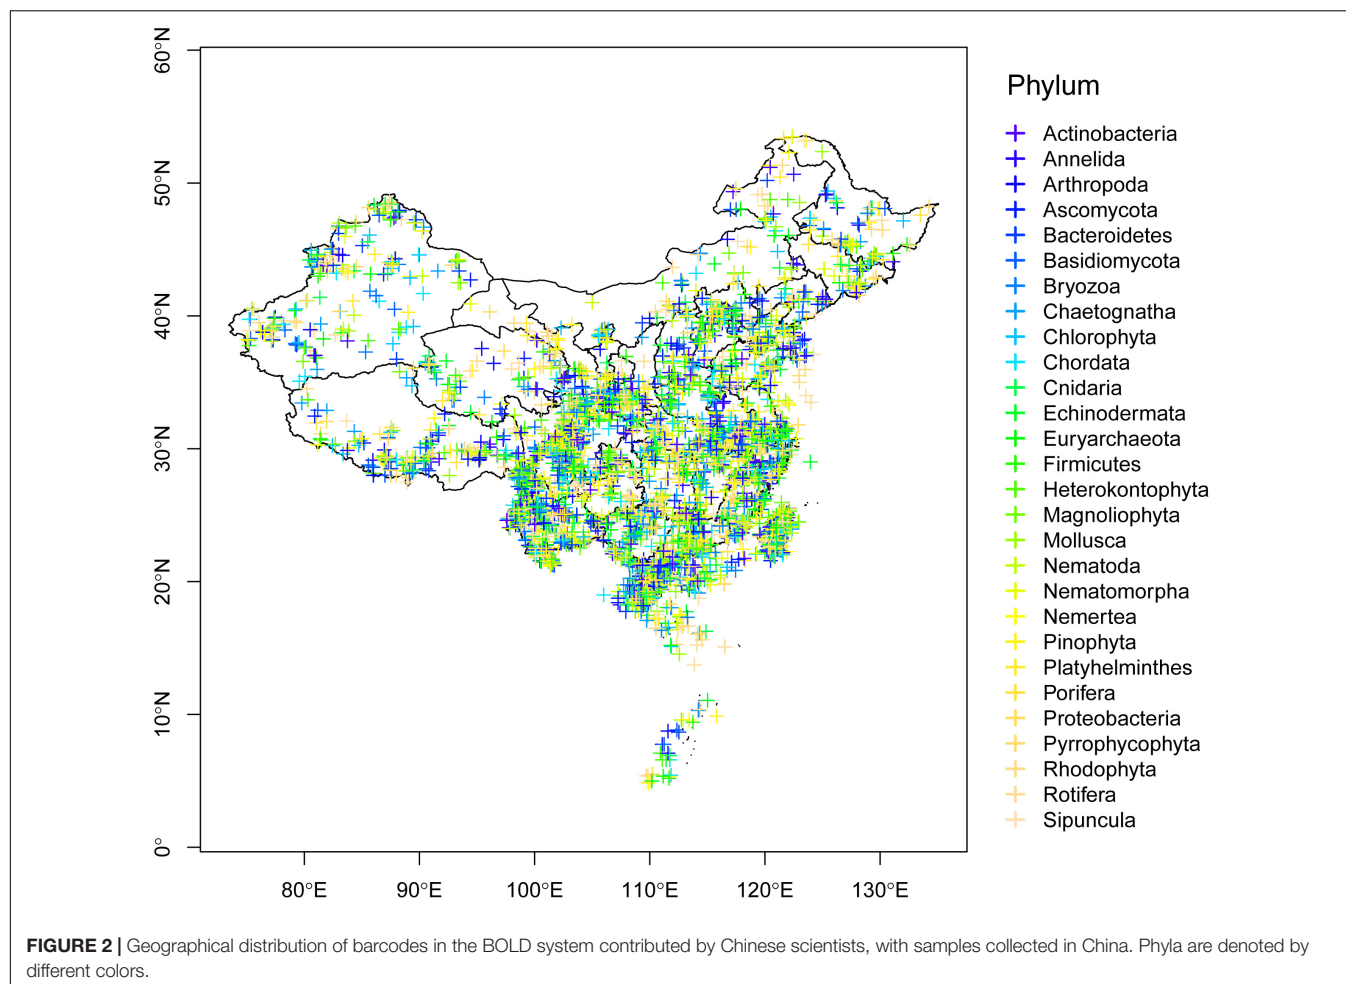 60°N
50°N
40°N
30°N
20°N
10°N
0°
80°E 90°E 100°E 110°E 120°E 130°E
Phylum
Actinobacteria
Annelida
Arthropoda
Ascomycota
Bacteroidetes
Basidiomycota
Bryozoa
Chaetognatha
Chlorophyta
Chordata
Cnidaria
Echinodermata
Euryarchaeota
Firmicutes
Heterokontophyta
Magnoliophyta
Mollusca
Nematoda
Nematomorpha
Nemertea
Pinophyta
Platyhelminthes
Porifera
Proteobacteria
Pyrrophycophyta
Rhodophyta
Rotifera
Sipuncula
FIGURE 2 | Geographical distribution of barcodes in the BOLD system contributed by Chinese scientists, with samples collected in China. Phyla are denoted by
different colors.